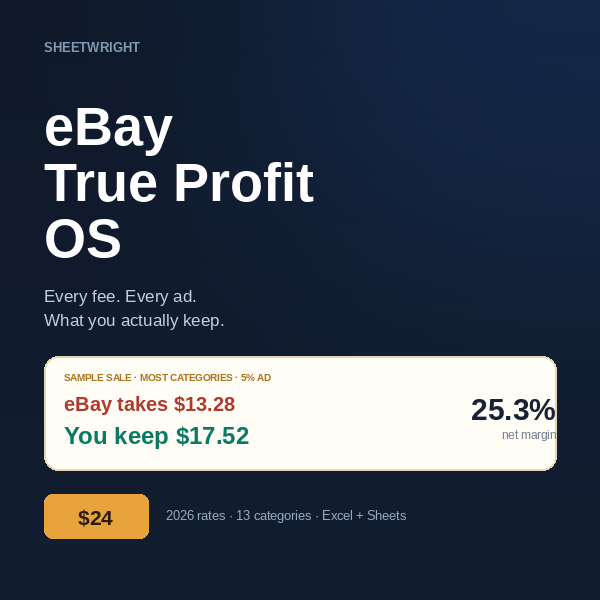 SHEETWRIGHT
eBay
True Profit
OS
Every fee. Every ad.
What you actually keep.
SAMPLE SALE · MOST CATEGORIES · 5% AD
eBay takes $13.28
You keep $17.52
25.3%
net margin
$24
2026 rates · 13 categories · Excel + Sheets